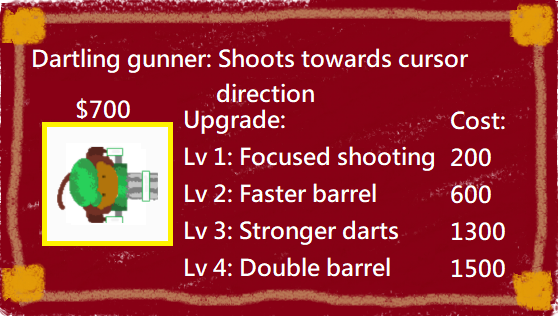 Dartling gunner: Shoots towards cursor
direction
$700
Upgrade: Cost:
Lv 1: Focused shooting 200
Lv 2: Faster barrel 600
Lv 3: Stronger darts 1300
Lv 4: Double barrel 1500